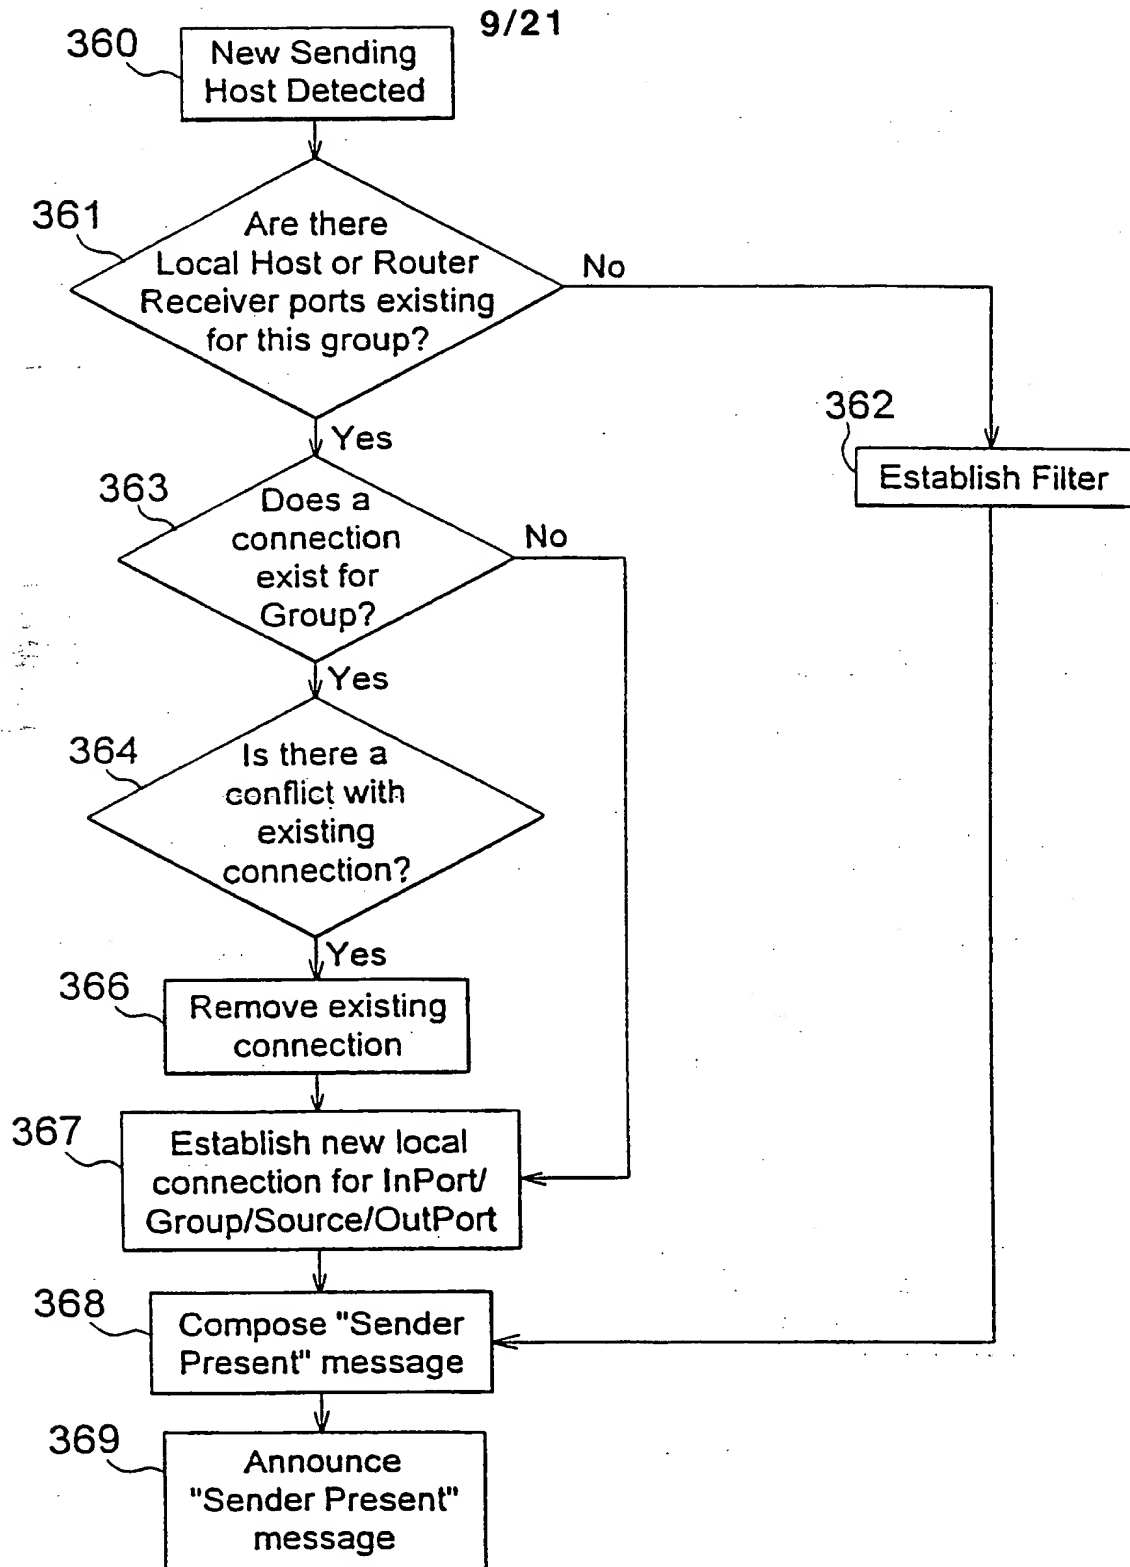 9/21
360
New Sending
Host Detected
361
Are there
Local Host or Router
Receiver ports existing
for this group?
No
Yes
362
Establish Filter
363
Does a
connection
exist for
Group?
No
Yes
364
Is there a
conflict with
existing
connection?
Yes
366
Remove existing
connection
367
Establish new local
connection for InPort/
Group/Source/OutPort
368
Compose "Sender
Present" message
369
Announce
"Sender Present"
message